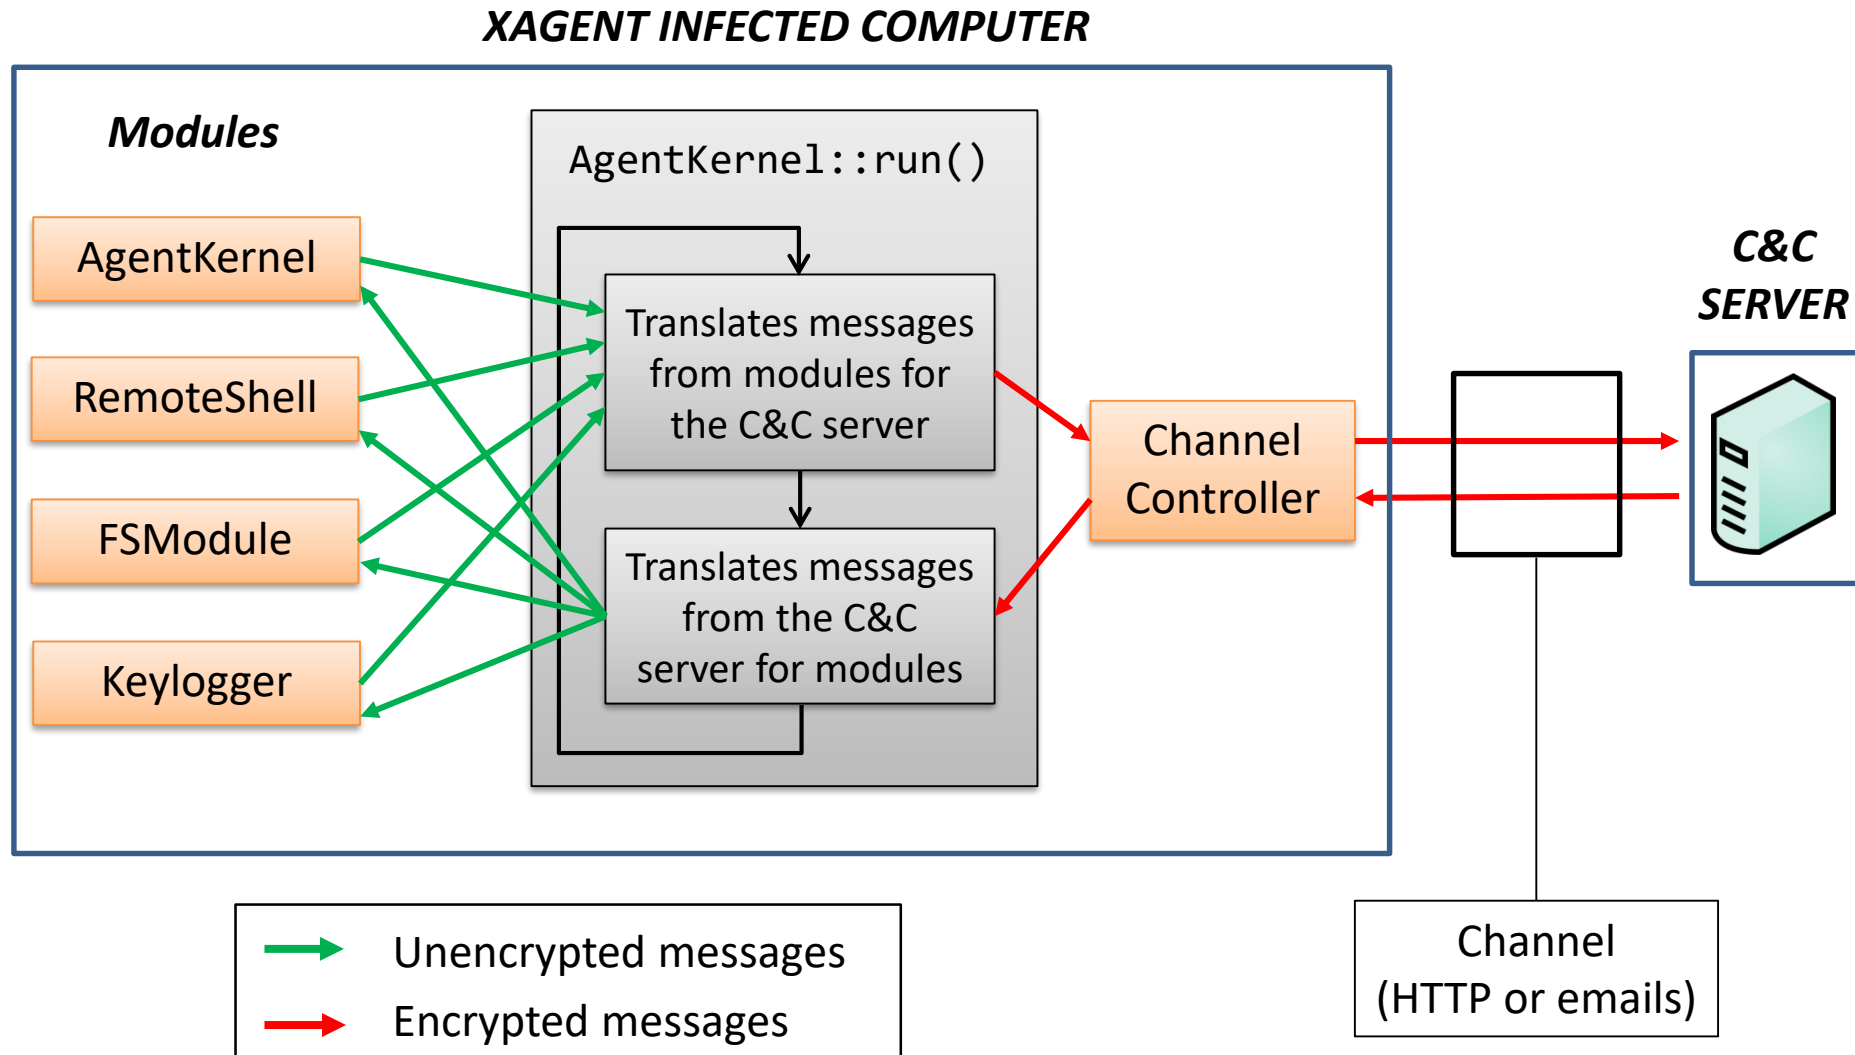 XAGENT INFECTED COMPUTER
Modules
AgentKernel
RemoteShell
FSModule
Keylogger
AgentKernel::run()
Translates messages
from modules for
the C&C server
Translates messages
from the C&C
server for modules
Channel
Controller
C&C
SERVER
Channel
(HTTP or emails)
Unencrypted messages
Encrypted messages